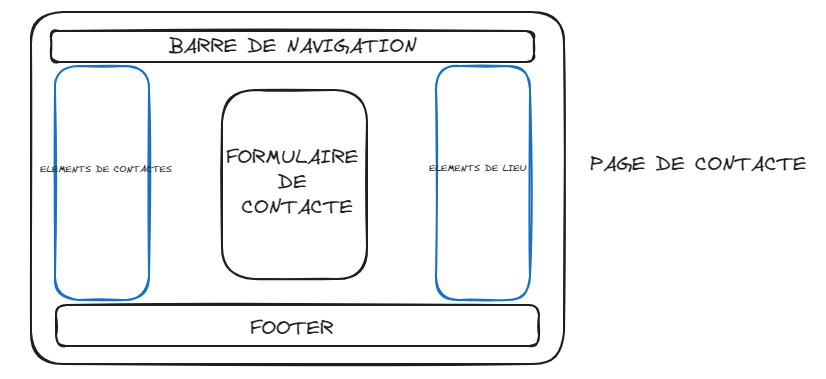 BARRE DE NAVIGATION
ELEMENTS DE CONTACTES
FORMULAIRE
DE
CONTACTE
ELEMENTS DE LIEU
PAGE DE CONTACTE
FOOTER